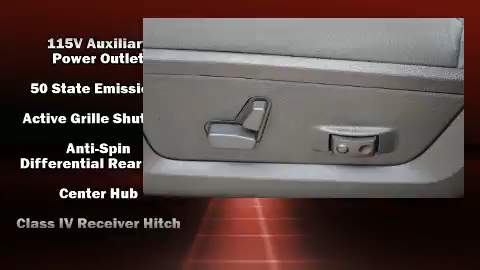 115V Auxiliar
Power Outlet
50 State Emissi
Active Grille Shut
Anti-Spin
Differential Rear
Center Hub
Class IV Receiver Hitch